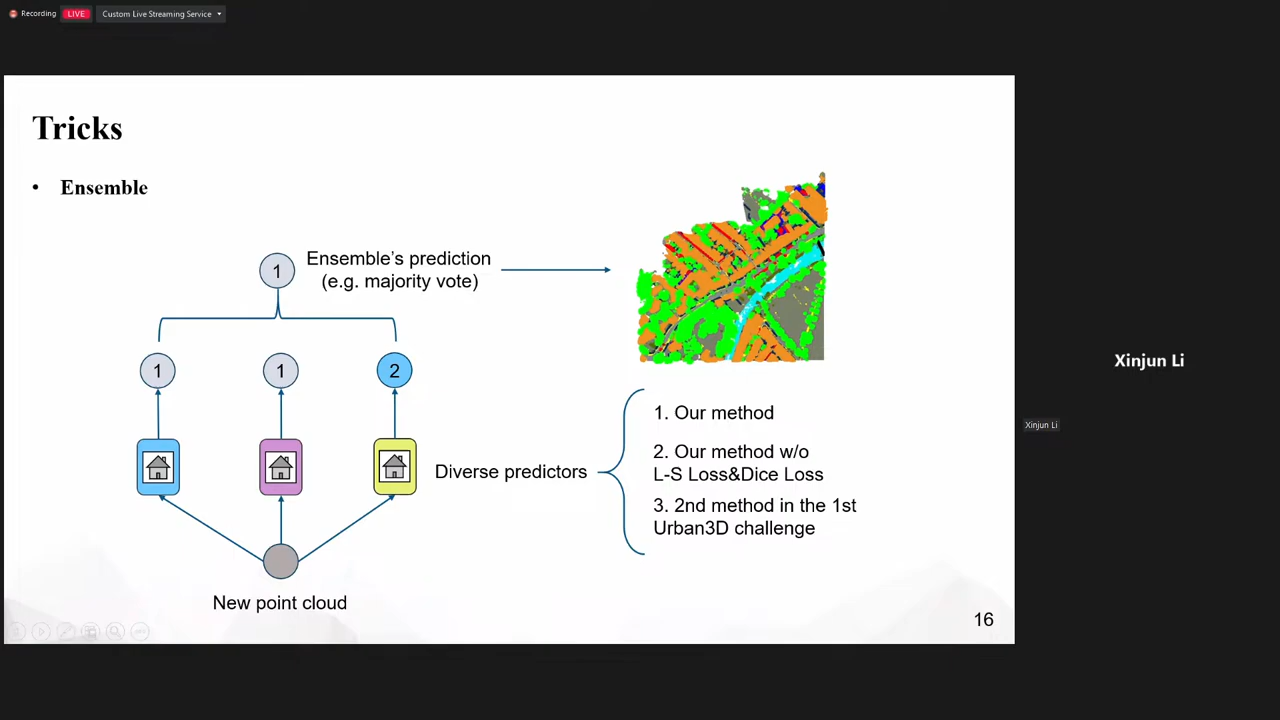 Recording
LIVE
Custom Live Streaming Service
Tricks
• Ensemble
1
Ensemble's prediction
(e.g. majority vote)
1
1
2
Diverse predictors
1. Our method
2. Our method w/o
L-S Loss&Dice Loss
3. 2nd method in the 1st
Urban3D challenge
New point cloud
16
Xinjun Li
Xinjun Li